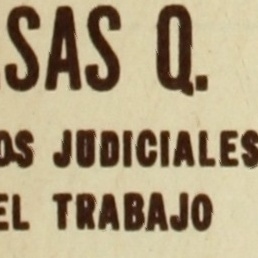 SAS Q.
OS JUDICIALES
EL TRABAJO